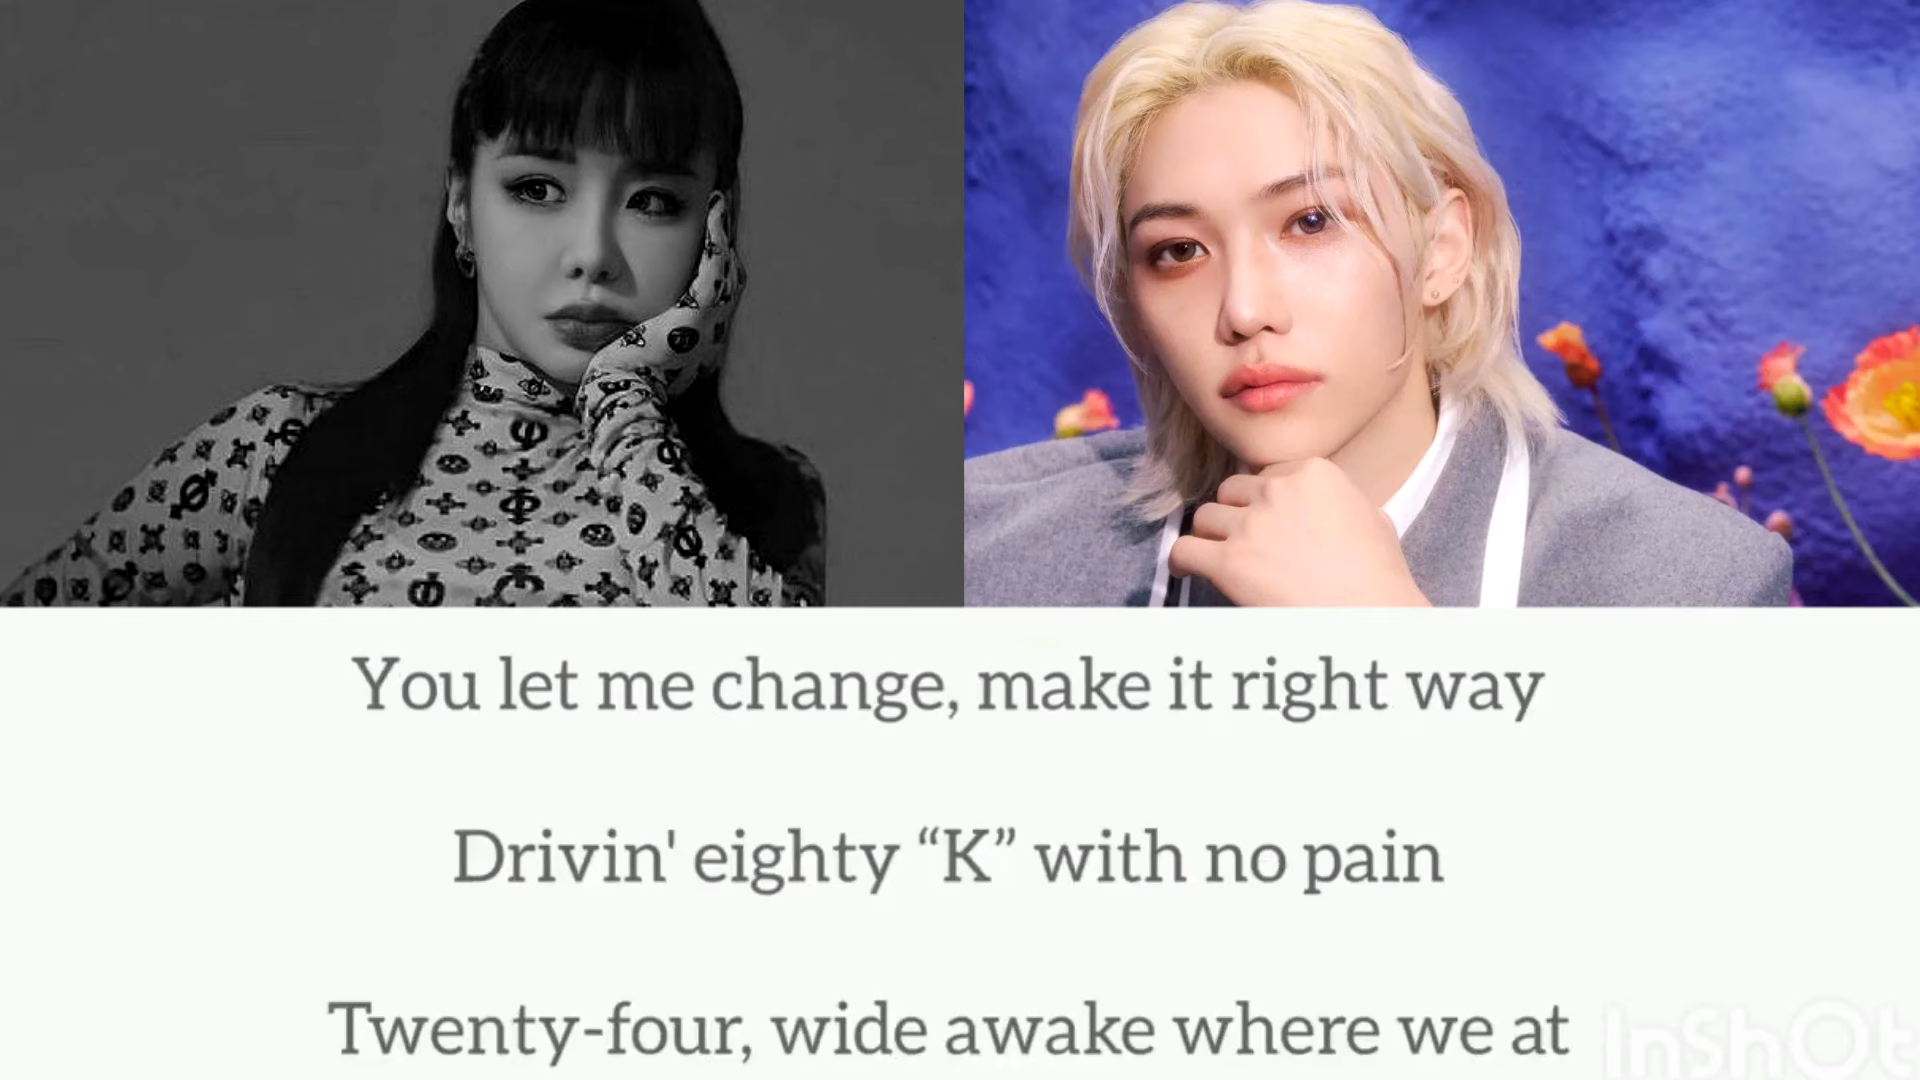 You let me change, make it right way
Drivin' eighty “K” with no pain
Twenty-four, wide awake where we at
InShOt